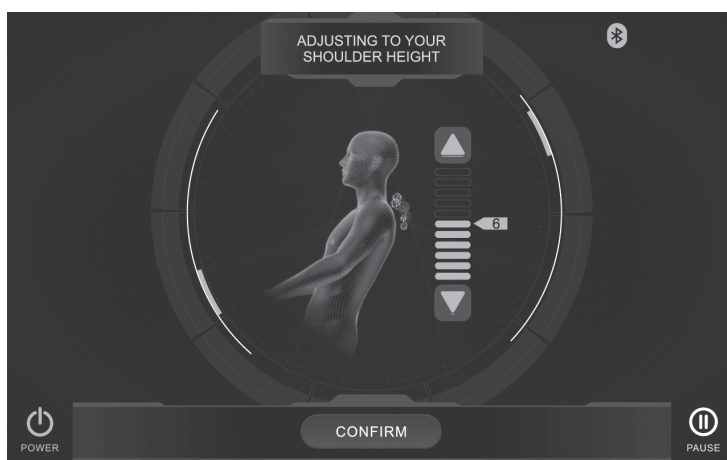 ADJUSTING TO YOUR
SHOULDER HEIGHT
6
CONFIRM
POWER
PAUSE